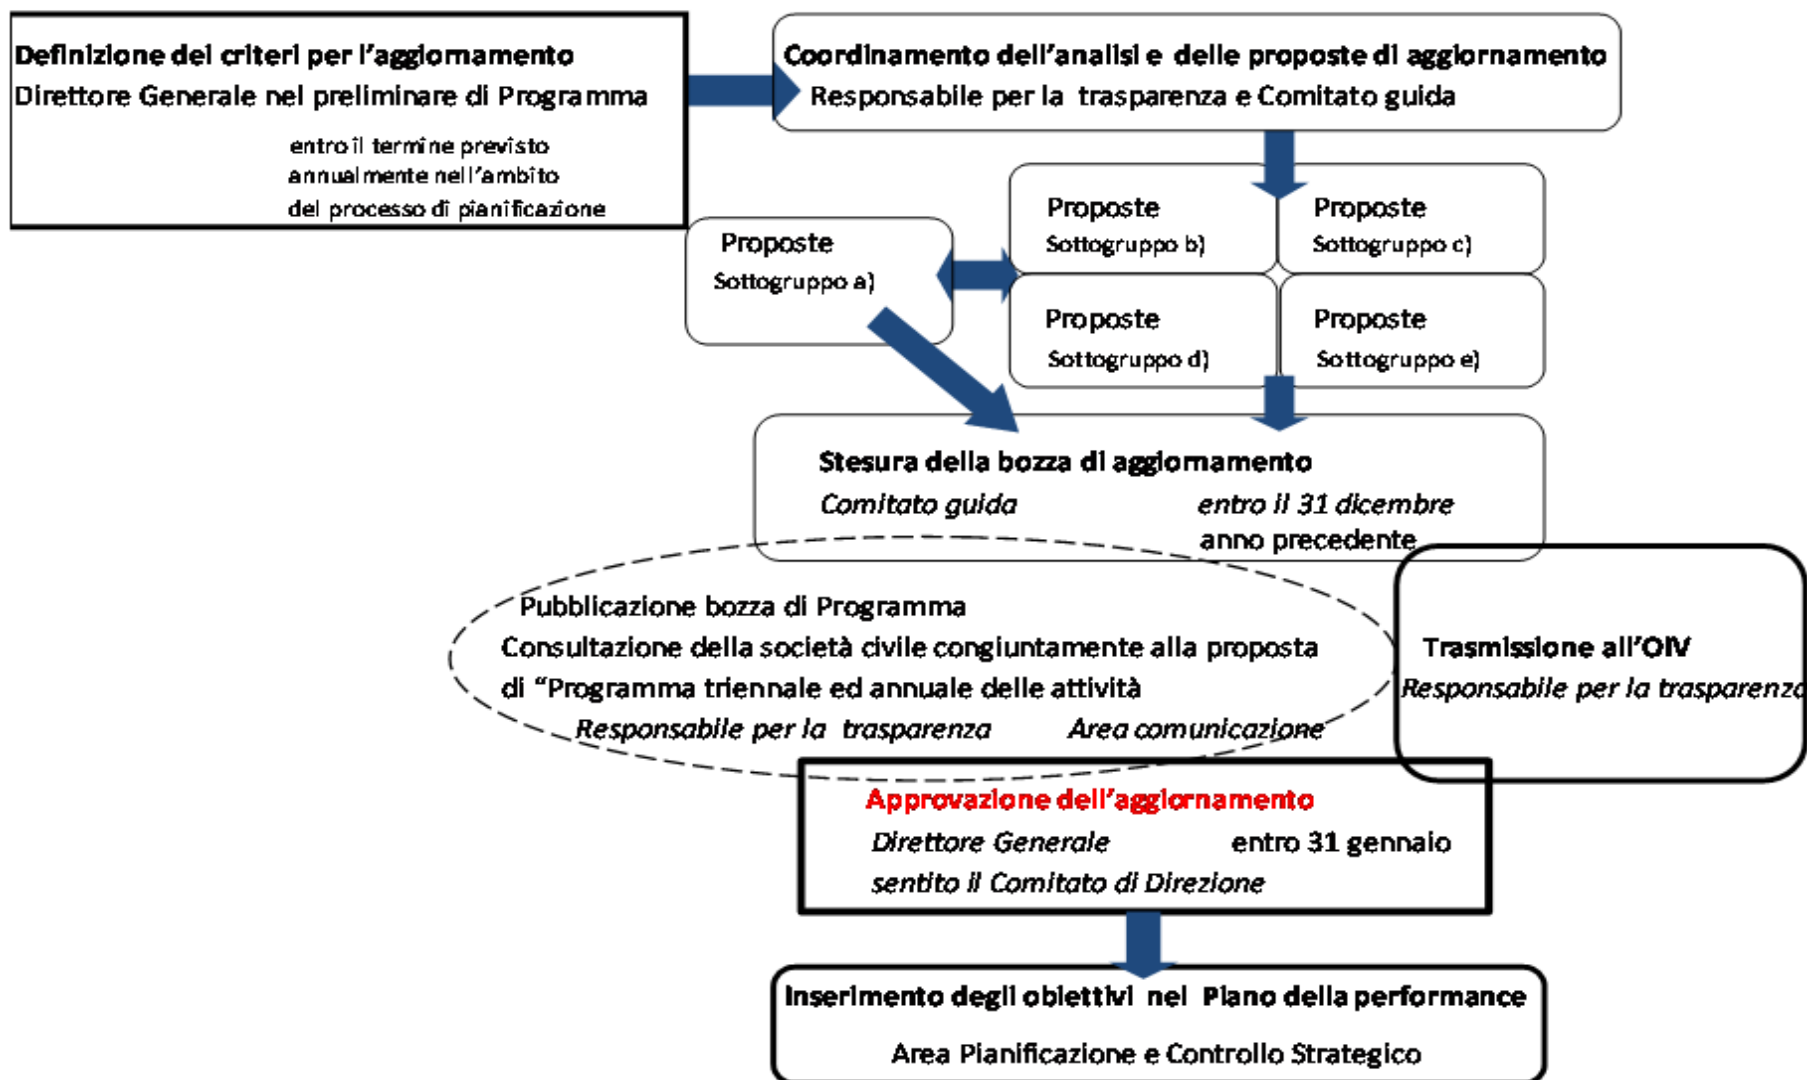 Definizione dei criteri per l'aggiornamento
Direttore Generale nel preliminare di Programma
entro il termine previsto
annualmente nell'ambito
del processo di pianificazione
Coordinamento dell'analisi e delle proposte di aggiornamento
Responsabile per la trasparenza e Comitato guida
Proposte
Sottogruppo a)
Proposte
Sottogruppo b)
Proposte
Sottogruppo c)
Proposte
Sottogruppo d)
Proposte
Sottogruppo e)
Stesura della bozza di aggiornamento
Comitato guida entro il 31 dicembre
anno precedente
Pubblicazione bozza di Programma
Consultazione della società civile congiuntamente alla proposta
di “Programma triennale ed annuale delle attività
Responsabile per la trasparenza Area comunicazione
Trasmissione all'OIV
Responsabile per la trasparenza
Approvazione dell'aggiornamento
Direttore Generale entro 31 gennaio
sentito il Comitato di Direzione
Inserimento degli obiettivi nel Piano della performance
Area Pianificazione e Controllo Strategico